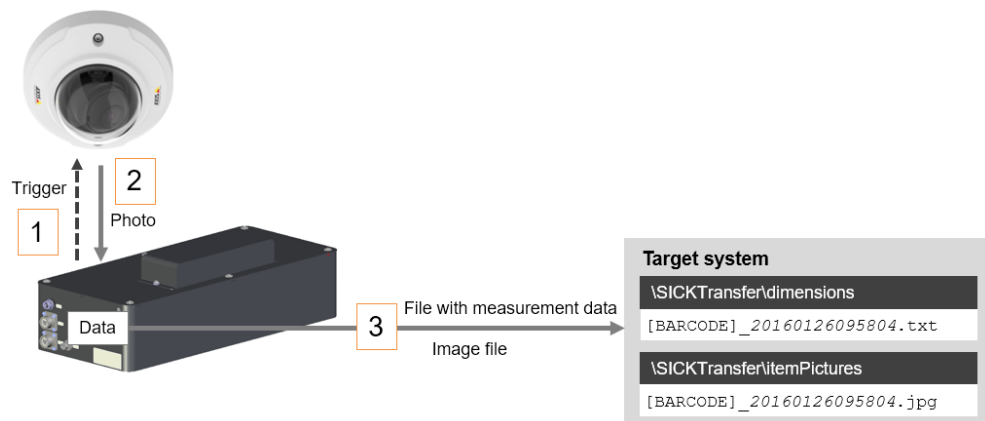 Trigger
1
2
Photo
Data
3
File with measurement data
Image file
Target system
\SICKTransfer\dimensions
[BARCODE]_20160126095804.txt
\SICKTransfer\itemPictures
[BARCODE]_20160126095804.jpg